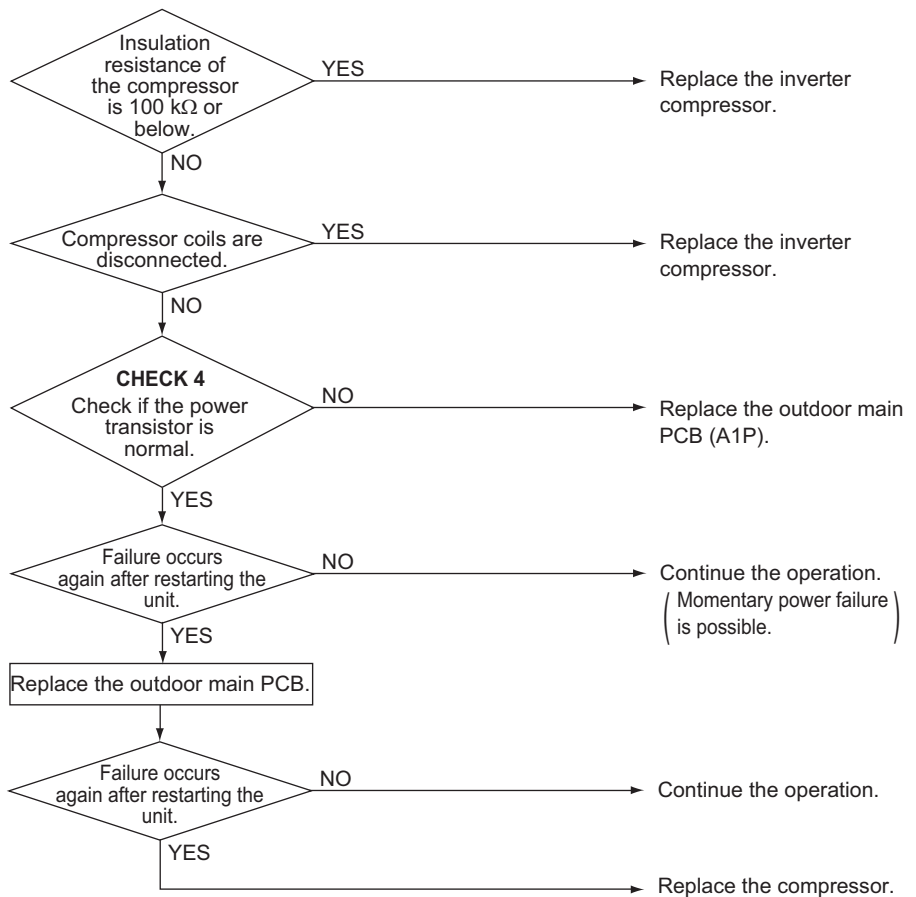 Insulation
resistance of
the compressor
is 100 kΩ or
below.
YES
Replace the inverter
compressor.
NO
Compressor coils are
disconnected.
YES
Replace the inverter
compressor.
NO
CHECK 4
Check if the power
transistor is
normal.
NO
Replace the outdoor main
PCB (A1P).
YES
Failure occurs
again after restarting the
unit.
NO
Continue the operation.
( Momentary power failure
is possible. )
YES
Replace the outdoor main PCB.
Failure occurs
again after restarting the
unit.
NO
Continue the operation.
YES
Replace the compressor.